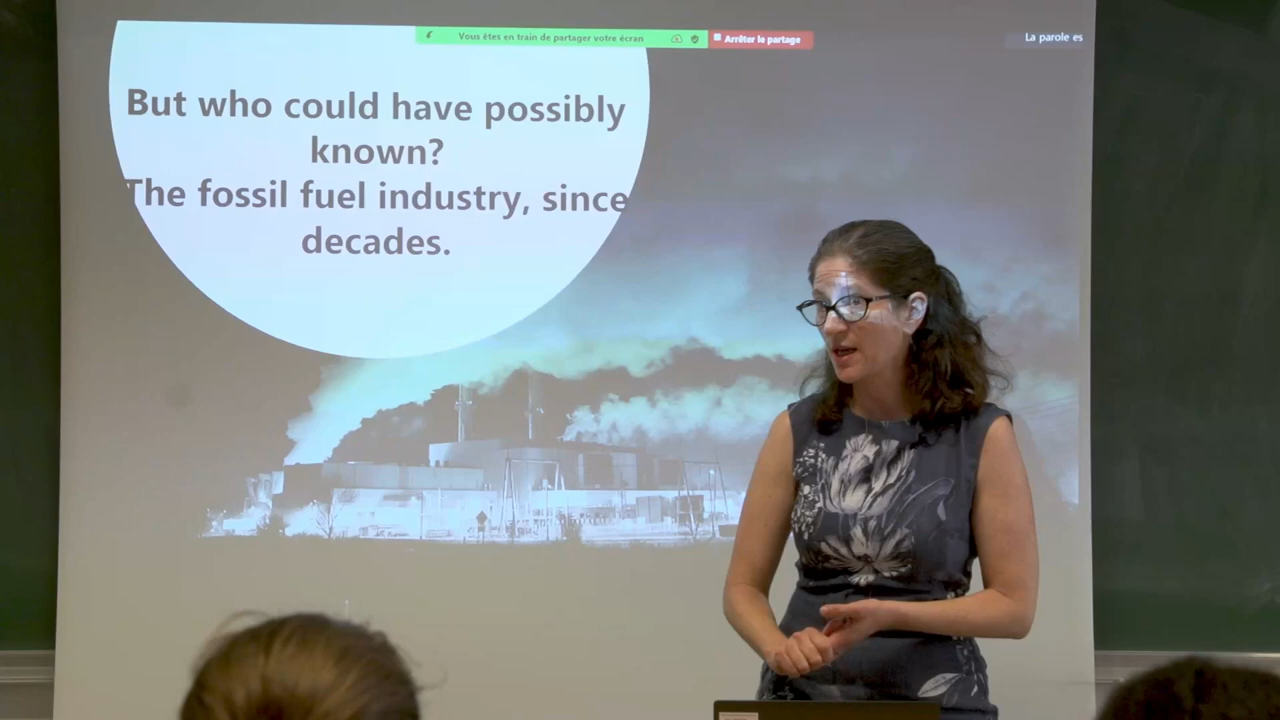 Vous êtes en train de partager votre écran
Arrêter le partage
La parole es
But who could have possibly
known?
The fossil fuel industry, since
decades.